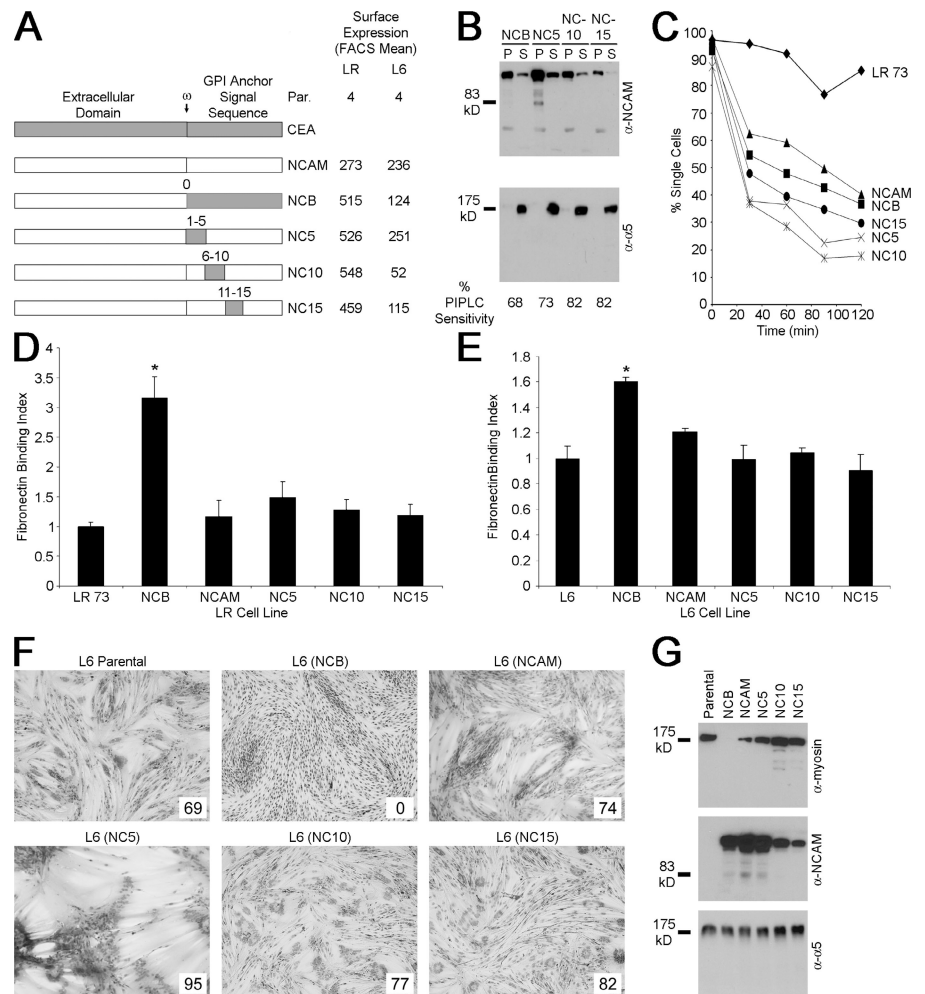 A
Surface
Expression
(FACS Mean)
LR L6
Extracellular
Domain
ω
GPI Anchor
Signal
Sequence
Par. 4 4
CEA
NCAM 273 236
0
NCB 515 124
1-5
NC5 526 251
6-10
NC10 548 52
11-15
NC15 459 115
B
NCB NC5 NC-10 NC-15
P S P S P S P S
83
kD
α-NCAM
175
kD
α-α5
%
PIPLC
Sensitivity
68 73 82 82
C
% Single Cells
100
90
80
70
60
50
40
30
20
10
0
LR 73
NCAM
NCB
NC15
NC5
NC10
0 20 40 60 80 100 120
Time (min)
D
Fibronectin Binding Index
4
3.5
3
2.5
2
1.5
1
0.5
0
*
LR 73 NCB NCAM NC5 NC10 NC15
LR Cell Line
E
FibronectinBinding Index
1.8
1.6
1.4
1.2
1
0.8
0.6
0.4
0.2
0
*
L6 NCB NCAM NC5 NC10 NC15
L6 Cell Line
F
L6 Parental
69
L6 (NCB)
0
L6 (NCAM)
74
L6 (NC5)
95
L6 (NC10)
77
L6 (NC15)
82
G
Parental
NCB
NCAM
NC5
NC10
NC15
175
kD
α-myosin
83
kD
α-NCAM
175
kD
α-α5